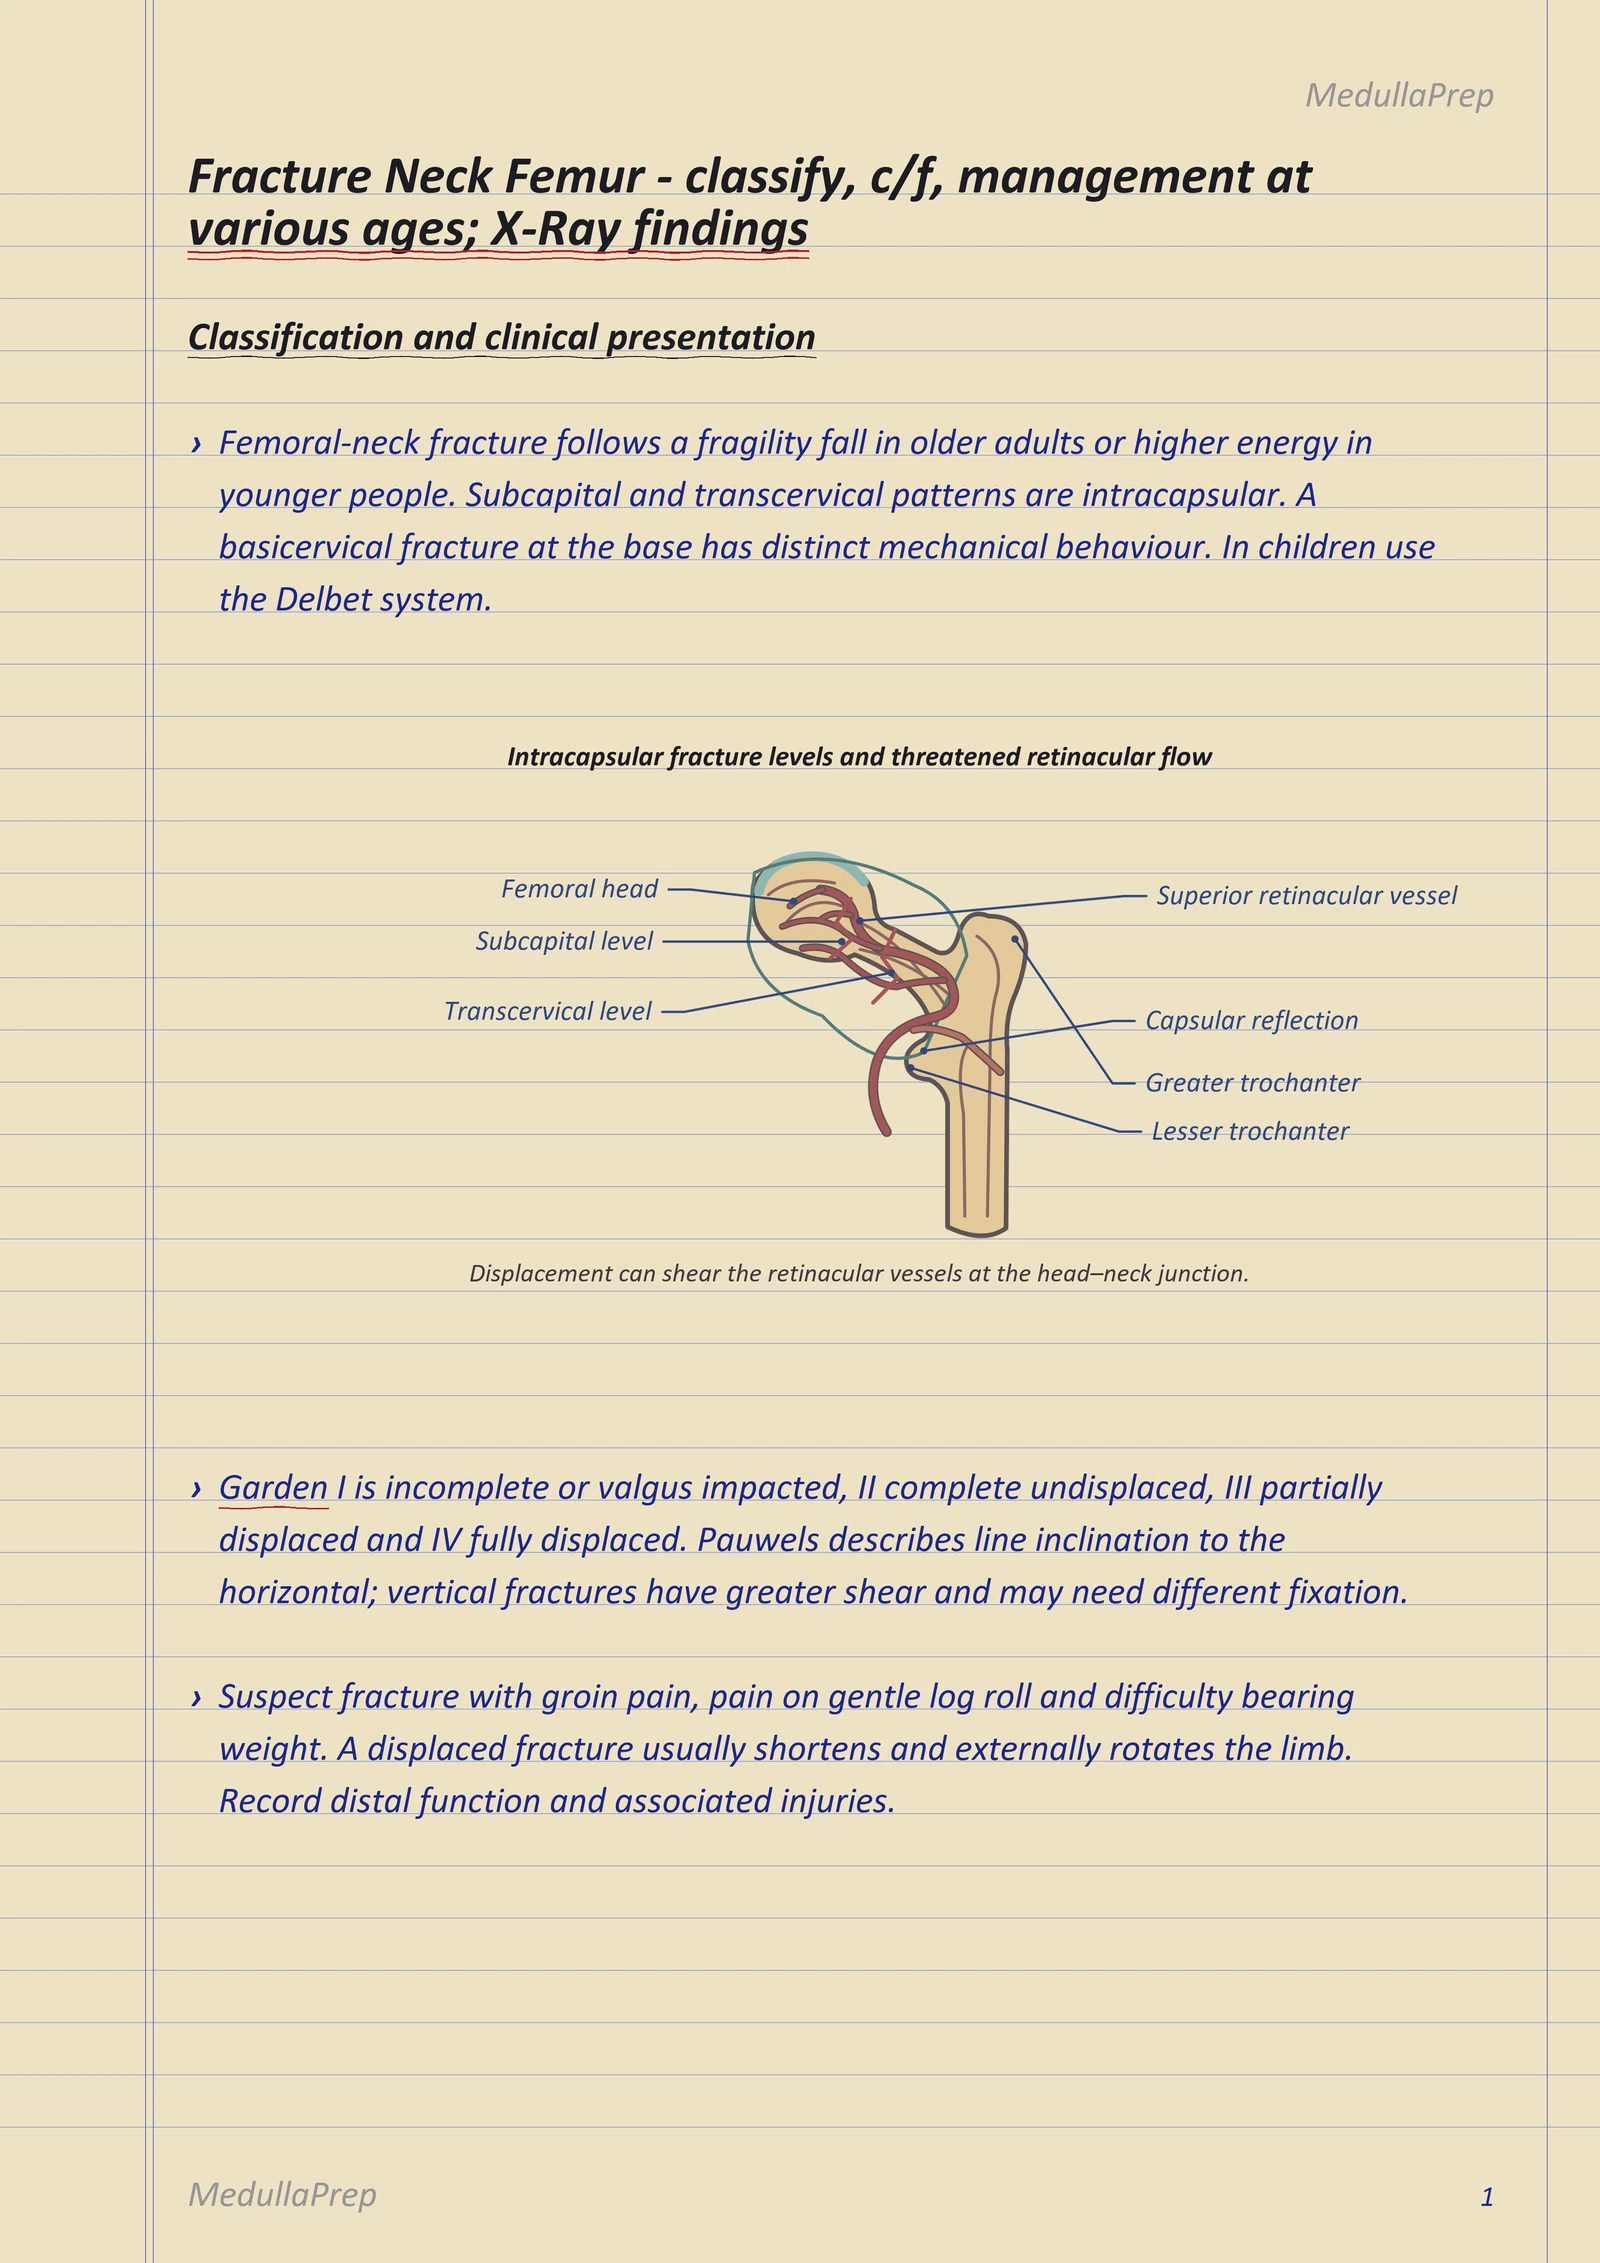 MedullaPrep
Fracture Neck Femur - classify, c/f, management at
various ages; X-Ray findings
Classification and clinical presentation
› Femoral-neck fracture follows a fragility fall in older adults or higher energy in
younger people. Subcapital and transcervical patterns are intracapsular. A
basicervical fracture at the base has distinct mechanical behaviour. In children use
the Delbet system.
Intracapsular fracture levels and threatened retinacular flow
Femoral head
Superior retinacular vessel
Subcapital level
Transcervical level
Capsular reflection
Greater trochanter
Lesser trochanter
Displacement can shear the retinacular vessels at the head–neck junction.
› Garden I is incomplete or valgus impacted, II complete undisplaced, III partially
displaced and IV fully displaced. Pauwels describes line inclination to the
horizontal; vertical fractures have greater shear and may need different fixation.
› Suspect fracture with groin pain, pain on gentle log roll and difficulty bearing
weight. A displaced fracture usually shortens and externally rotates the limb.
Record distal function and associated injuries.
MedullaPrep
1